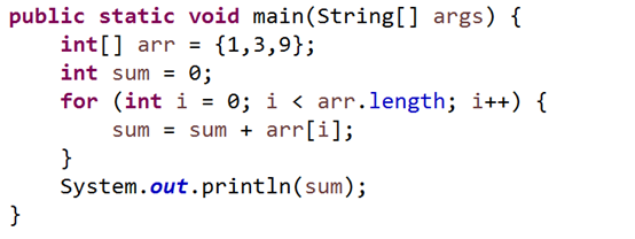 public static void main(String[] args) {
    int[] arr = {1,3,9};
    int sum = 0;
    for (int i = 0; i < arr.length; i++) {
        sum = sum + arr[i];
    }
    System.out.println(sum);
}